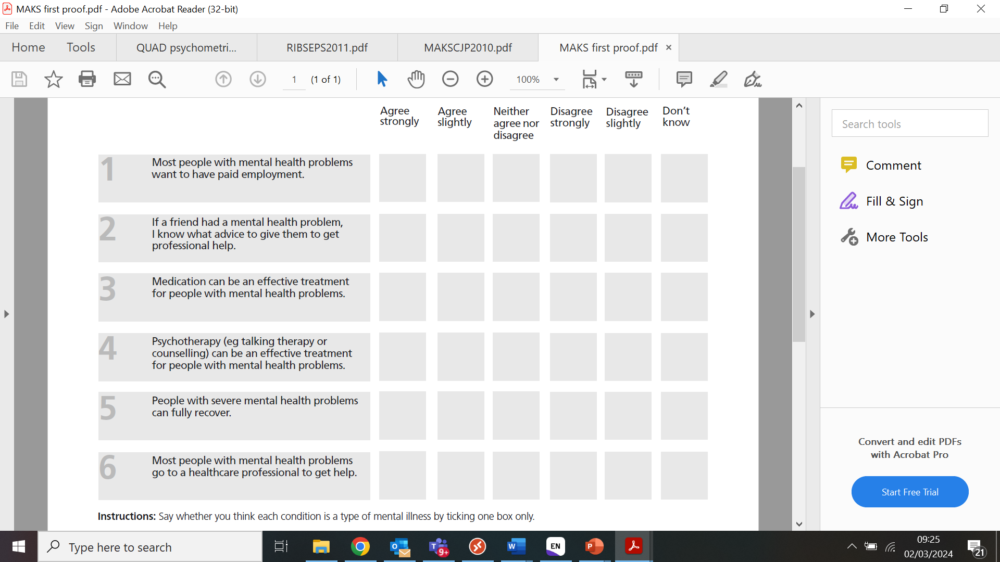 MAKS first proof.pdf - Adobe Acrobat Reader (32-bit)
File Edit View Sign Window Help
Home Tools QUAD psychometri... RIBSEPS2011.pdf MAKSCJP2010.pdf MAKS first proof.pdf ×
1 (1 of 1) 100%
Agree strongly
Agree slightly
Neither agree nor disagree
Disagree strongly
Disagree slightly
Don't know
1 Most people with mental health problems
want to have paid employment.
2 If a friend had a mental health problem,
I know what advice to give them to get
professional help.
3 Medication can be an effective treatment
for people with mental health problems.
4 Psychotherapy (eg talking therapy or
counselling) can be an effective treatment
for people with mental health problems.
5 People with severe mental health problems
can fully recover.
6 Most people with mental health problems
go to a healthcare professional to get help.
Instructions: Say whether you think each condition is a type of mental illness by ticking one box only.
Search tools
Comment
Fill & Sign
More Tools
Convert and edit PDFs
with Acrobat Pro
Start Free Trial
Type here to search
O
T 9+
W
EN
P
09:25
02/03/2024
21